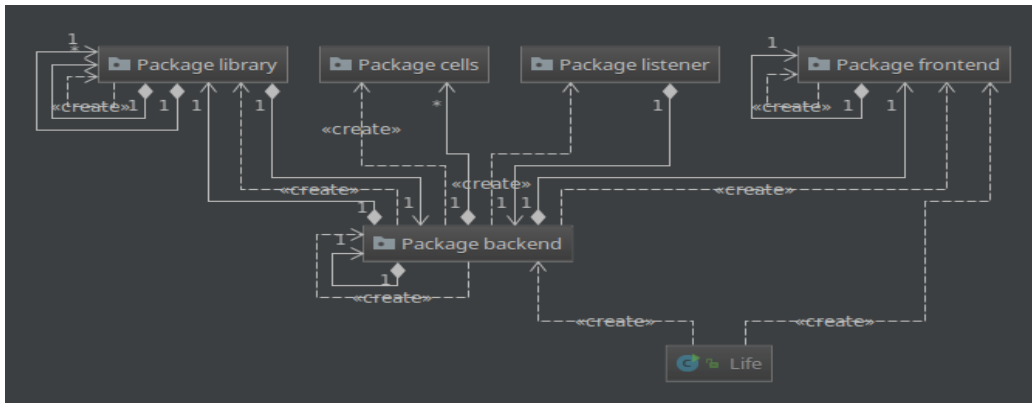 1
*
1
Package library
Package cells
Package listener
Package frontend
«create»
1
1
1
1
*
1
«create»
1
1
«create»
«create»
«create»
«create»
1
1
1
1
1
Package backend
1
1
«create»
«create»
«create»
Life